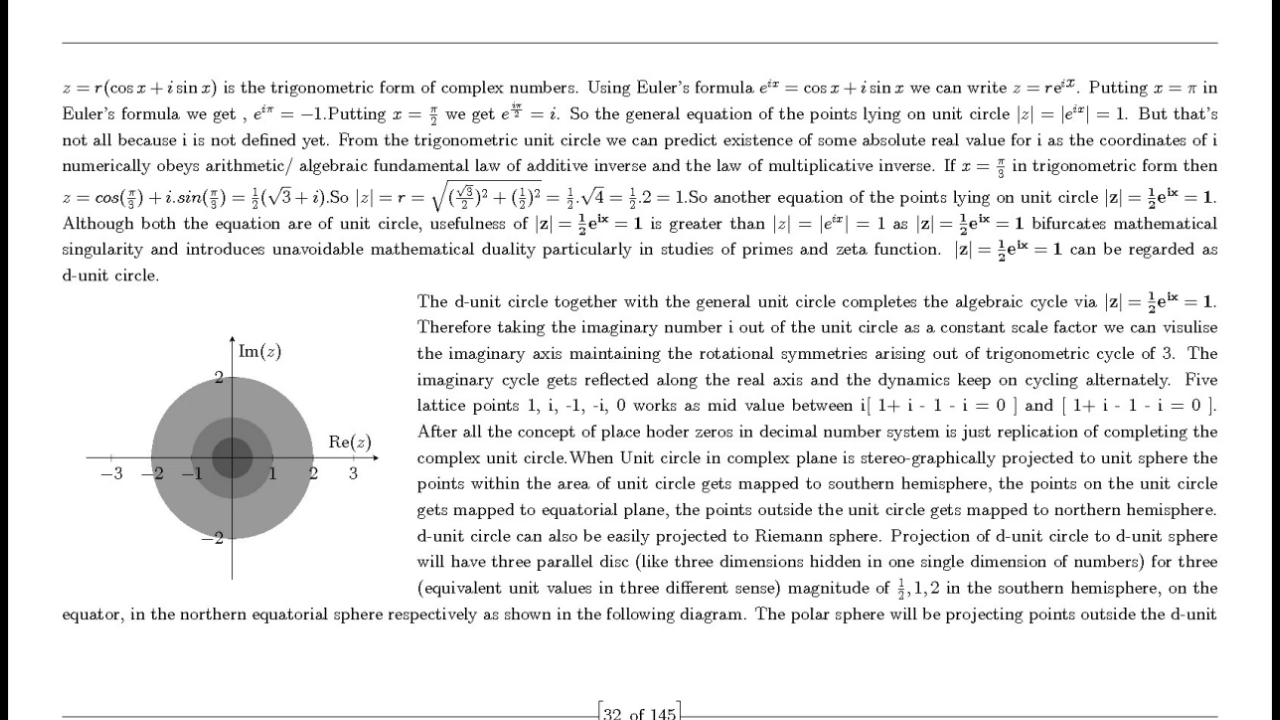 z = r(cos x + i sin x) is the trigonometric form of complex numbers. Using Euler's formula e^{ix} = cos x + i sin x we can write z = re^{ix}. Putting x = π in
Euler's formula we get , e^{iπ} = −1.Putting x = π/2 we get e^{iπ/2} = i. So the general equation of the points lying on unit circle |z| = |e^{ix}| = 1. But that's
not all because i is not defined yet. From the trigonometric unit circle we can predict existence of some absolute real value for i as the coordinates of i
numerically obeys arithmetic/ algebraic fundamental law of additive inverse and the law of multiplicative inverse. If x = π/3 in trigonometric form then
z = cos(π/3) + i.sin(π/3) = 1/2(√3 + i).So |z| = r = √((√3/2)² + (1/2)²) = 1/2.√4 = 1/2.2 = 1.So another equation of the points lying on unit circle |z| = 1/2e^{ix} = 1.
Although both the equation are of unit circle, usefulness of |z| = 1/2e^{ix} = 1 is greater than |z| = |e^{ix}| = 1 as |z| = 1/2e^{ix} = 1 bifurcates mathematical
singularity and introduces unavoidable mathematical duality particularly in studies of primes and zeta function. |z| = 1/2e^{ix} = 1 can be regarded as
d-unit circle.
The d-unit circle together with the general unit circle completes the algebraic cycle via |z| = 1/2e^{ix} = 1.
Therefore taking the imaginary number i out of the unit circle as a constant scale factor we can visulise
the imaginary axis maintaining the rotational symmetries arising out of trigonometric cycle of 3. The
imaginary cycle gets reflected along the real axis and the dynamics keep on cycling alternately. Five
lattice points 1, i, -1, -i, 0 works as mid value between i[ 1+ i - 1 - i = 0 ] and [ 1+ i - 1 - i = 0 ].
After all the concept of place hoder zeros in decimal number system is just replication of completing the
complex unit circle.When Unit circle in complex plane is stereo-graphically projected to unit sphere the
points within the area of unit circle gets mapped to southern hemisphere, the points on the unit circle
gets mapped to equatorial plane, the points outside the unit circle gets mapped to northern hemisphere.
d-unit circle can also be easily projected to Riemann sphere. Projection of d-unit circle to d-unit sphere
will have three parallel disc (like three dimensions hidden in one single dimension of numbers) for three
(equivalent unit values in three different sense) magnitude of 1/2, 1, 2 in the southern hemisphere, on the
equator, in the northern equatorial sphere respectively as shown in the following diagram. The polar sphere will be projecting points outside the d-unit
Im(z)
2
Re(z)
−3 −2 −1 1 2 3
−2
32 of 145